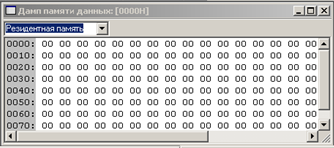 Дамп памяти данных: [0000H]
Резидентная память
0000: 00 00 00 00 00 00 00 00 00 00 00 00 00 00 00 00
0010: 00 00 00 00 00 00 00 00 00 00 00 00 00 00 00 00
0020: 00 00 00 00 00 00 00 00 00 00 00 00 00 00 00 00
0030: 00 00 00 00 00 00 00 00 00 00 00 00 00 00 00 00
0040: 00 00 00 00 00 00 00 00 00 00 00 00 00 00 00 00
0050: 00 00 00 00 00 00 00 00 00 00 00 00 00 00 00 00
0060: 00 00 00 00 00 00 00 00 00 00 00 00 00 00 00 00
0070: 00 00 00 00 00 00 00 00 00 00 00 00 00 00 00 00